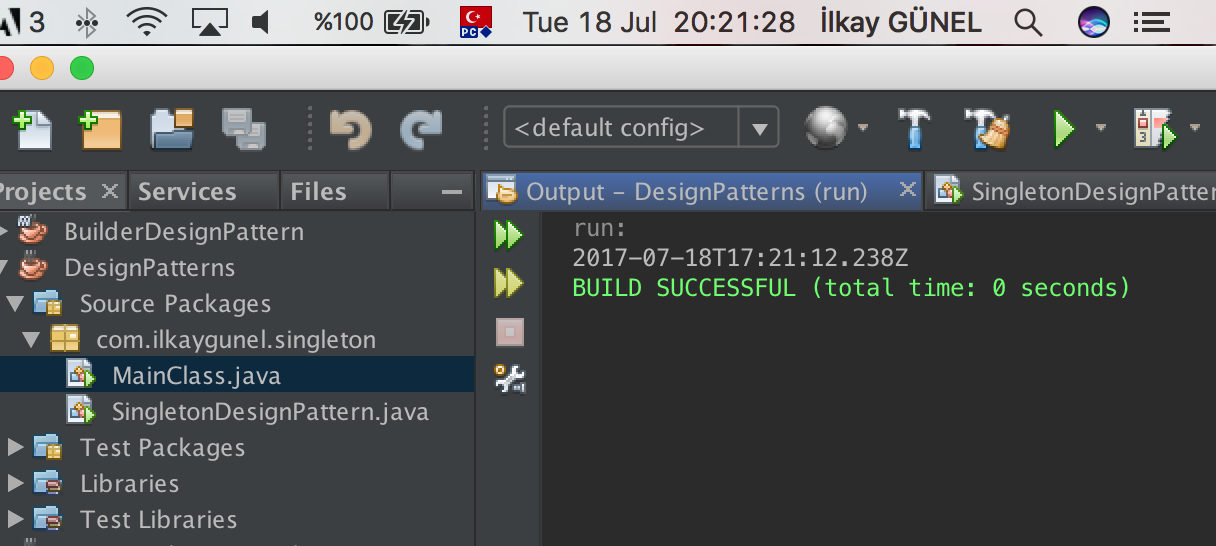 3 %100 PC Tue 18 Jul 20:21:28 İlkay GÜNEL
<default config>
Projects Services Files Output – DesignPatterns (run) SingletonDesignPatter
BuilderDesignPattern
DesignPatterns
Source Packages
com.ilkaygunel.singleton
MainClass.java
SingletonDesignPattern.java
Test Packages
Libraries
Test Libraries
run:
2017-07-18T17:21:12.238Z
BUILD SUCCESSFUL (total time: 0 seconds)